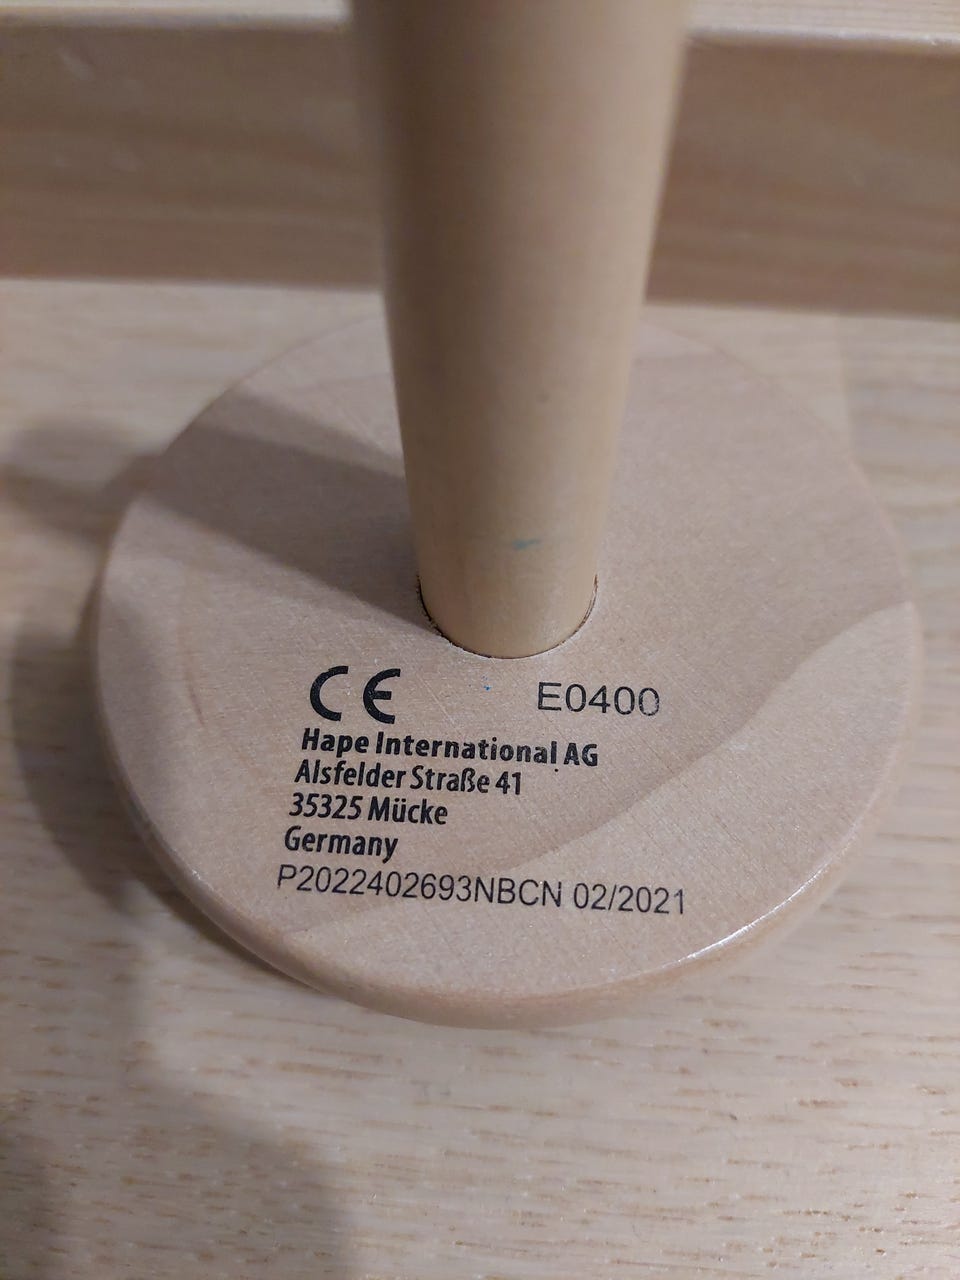 CE E0400
Hape International AG
Alsfelder Straße 41
35325 Mücke
Germany
P2022402693NBCN 02/2021